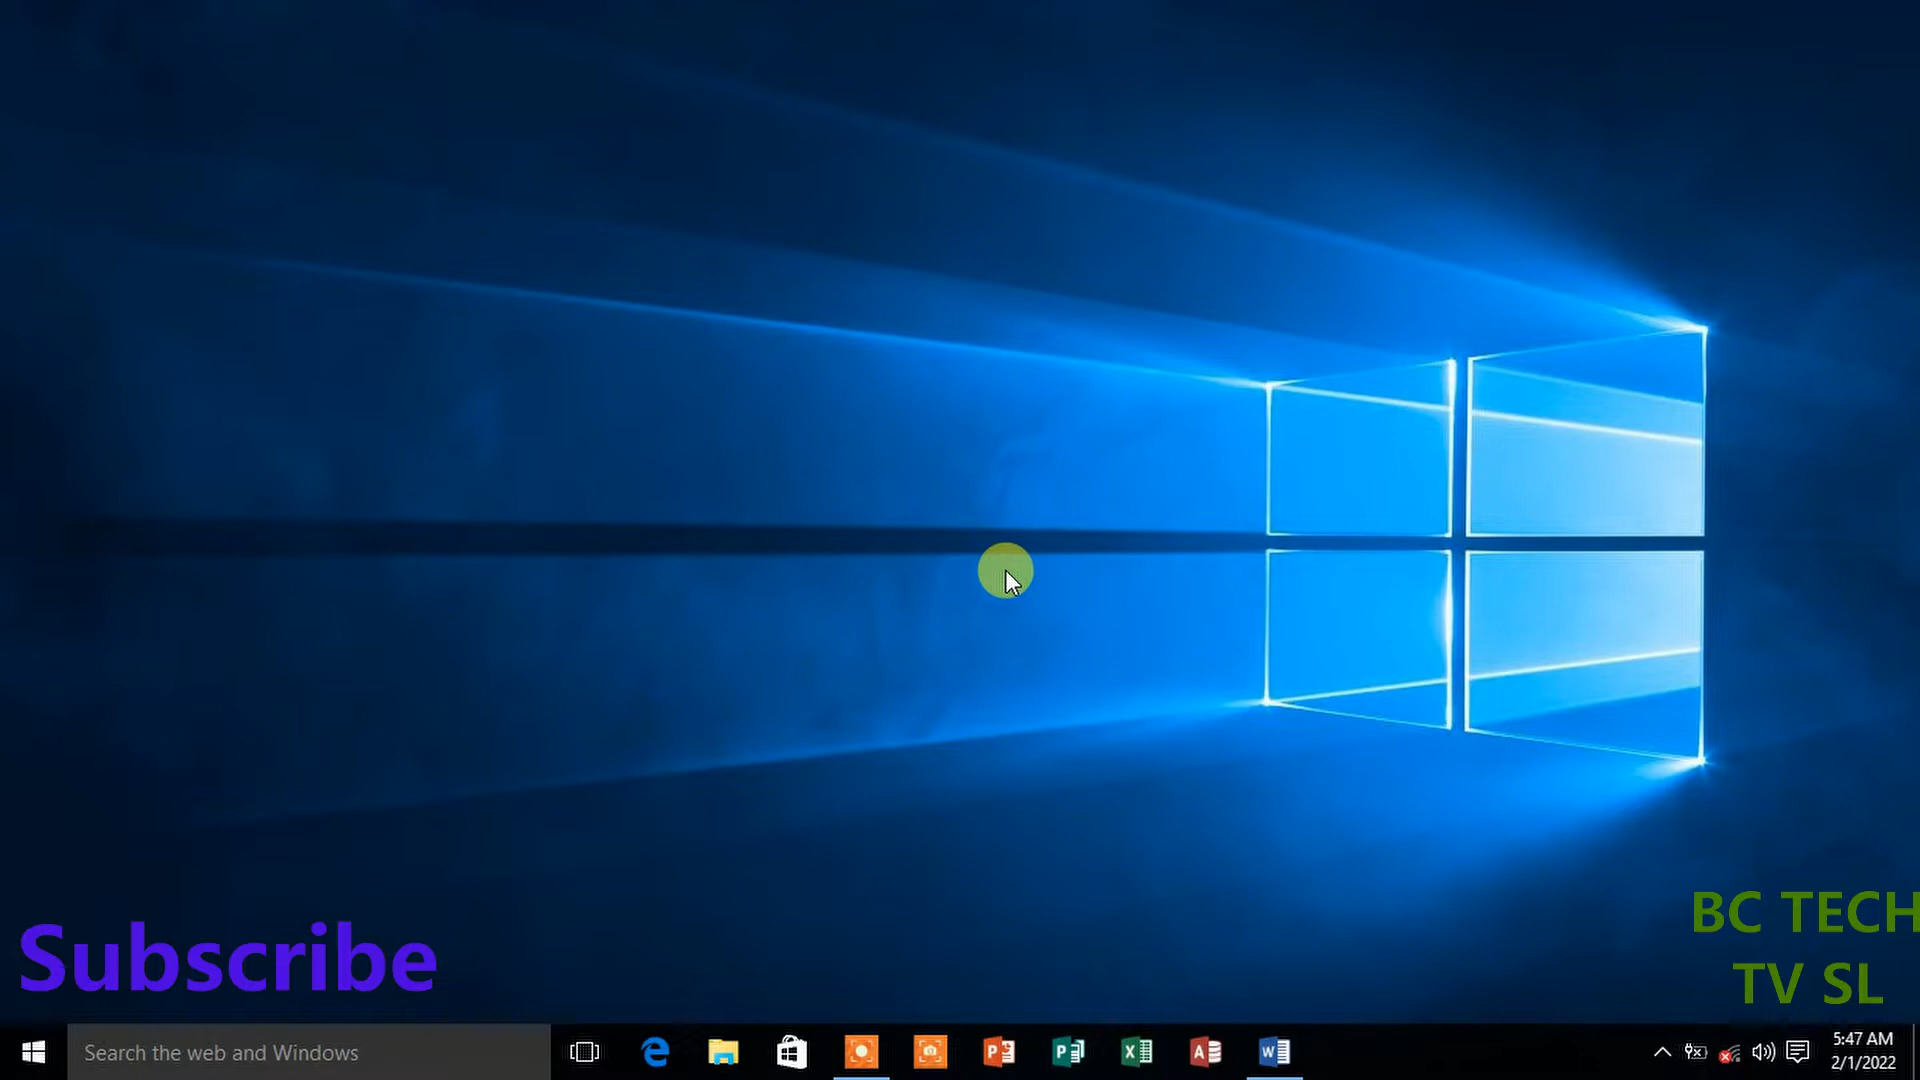 Subscribe
BC TECH
TV SL
Search the web and Windows
5:47 AM
2/1/2022